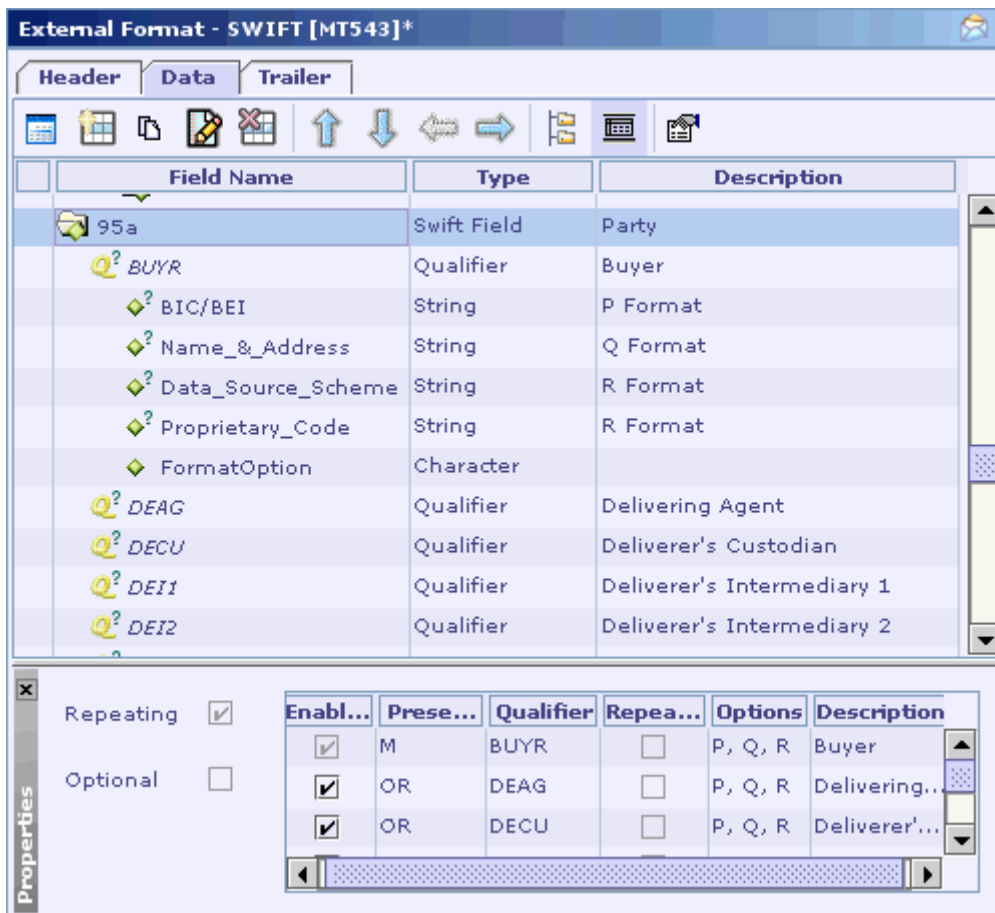 External Format - SWIFT [MT543]*
Header Data Trailer
Field Name Type Description
95a Swift Field Party
Q? BUYR Qualifier Buyer
? BIC/BEI String P Format
? Name_&_Address String Q Format
? Data_Source_Scheme String R Format
? Proprietary_Code String R Format
FormatOption Character
Q? DEAG Qualifier Delivering Agent
Q? DECU Qualifier Deliverer's Custodian
Q? DEI1 Qualifier Deliverer's Intermediary 1
Q? DEI2 Qualifier Deliverer's Intermediary 2
Properties
Repeating
Optional
Enabl... Prese... Qualifier Repea... Options Description
M BUYR P, Q, R Buyer
OR DEAG P, Q, R Delivering...
OR DECU P, Q, R Deliverer'...